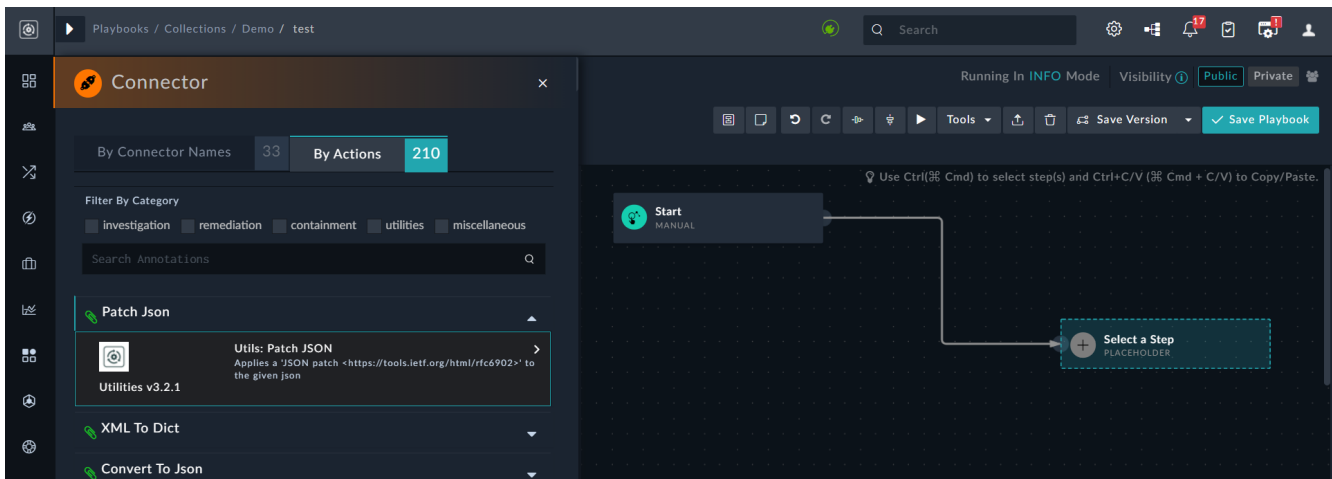 Playbooks / Collections / Demo / test
Search
17
!
Connector
×
Running In INFO Mode
Visibility
Public
Private
Tools
Save Version
Save Playbook
By Connector Names 33
By Actions 210
Use Ctrl(⌘ Cmd) to select step(s) and Ctrl+C/V (⌘ Cmd + C/V) to Copy/Paste.
Filter By Category
investigation
remediation
containment
utilities
miscellaneous
Search Annotations
Start
MANUAL
Patch Json
Utils: Patch JSON
Applies a 'JSON patch <https://tools.ietf.org/html/rfc6902>' to
the given json
Utilities v3.2.1
Select a Step
PLACEHOLDER
XML To Dict
Convert To Json